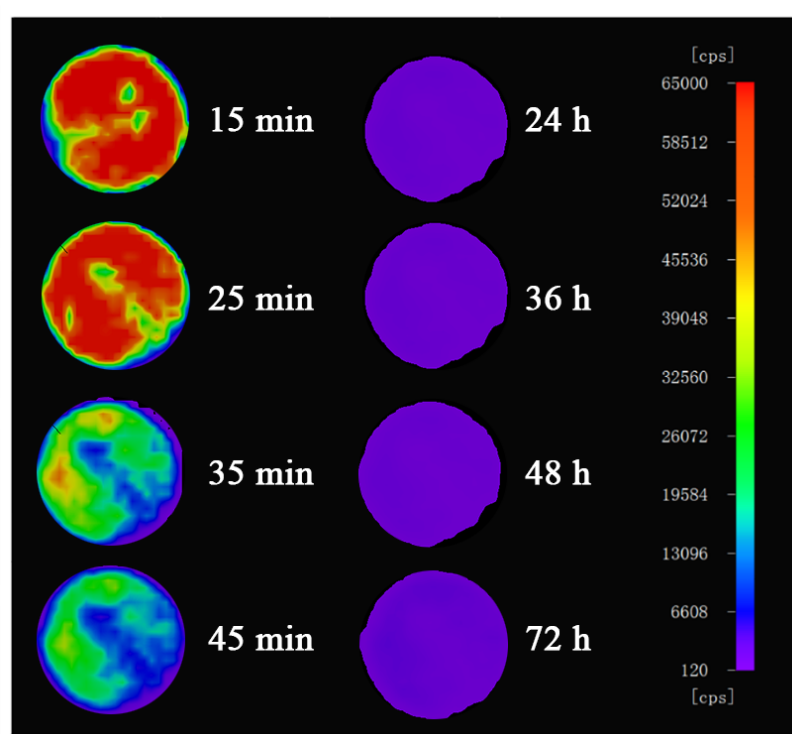 15 min
25 min
35 min
45 min
24 h
36 h
48 h
72 h
[cps]
65000
58512
52024
45536
39048
32560
26072
19584
13096
6608
120
[cps]